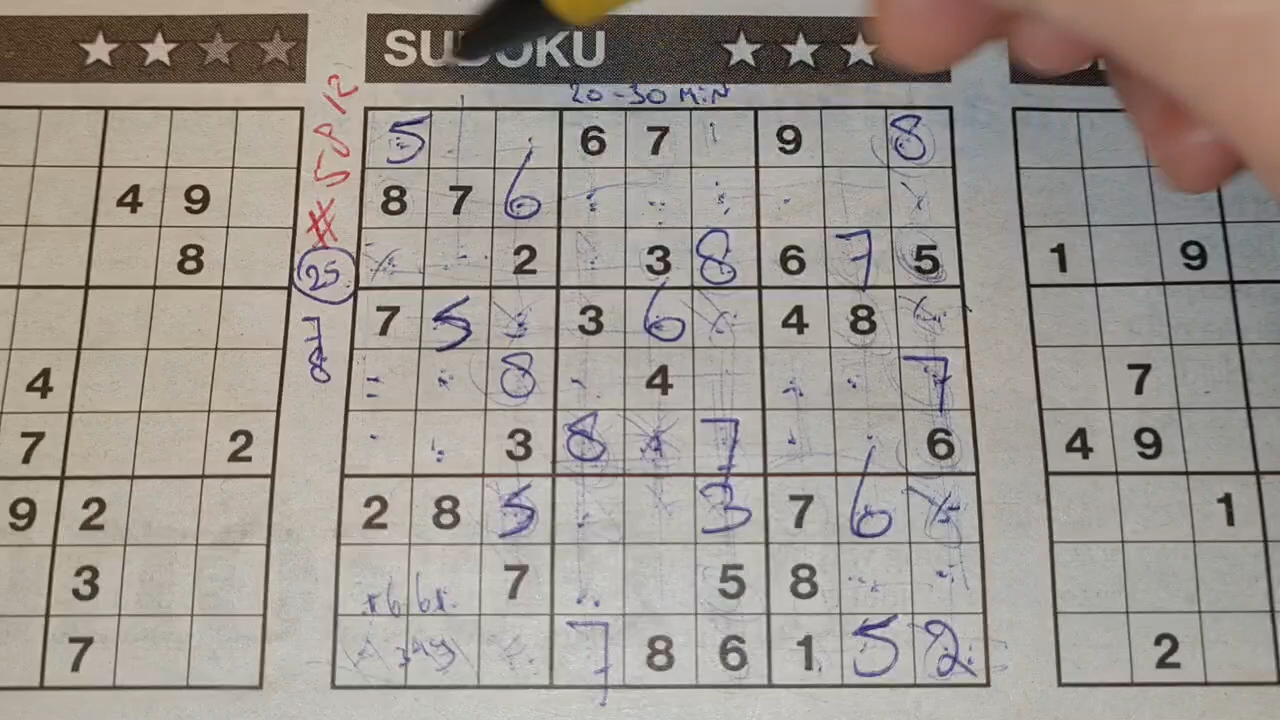 SUDOKU
20-30 MIN
#5812
25
5 6 7 9 8
4 9 8 7 6
8 2 3 8 6 7 5 1 9
7 5 3 6 4 8
4 8 4 7 7
7 2 3 8 7 6 4 9
9 2 2 8 5 3 7 6 1
3 7 5 8
7 7 8 6 1 5 2 2